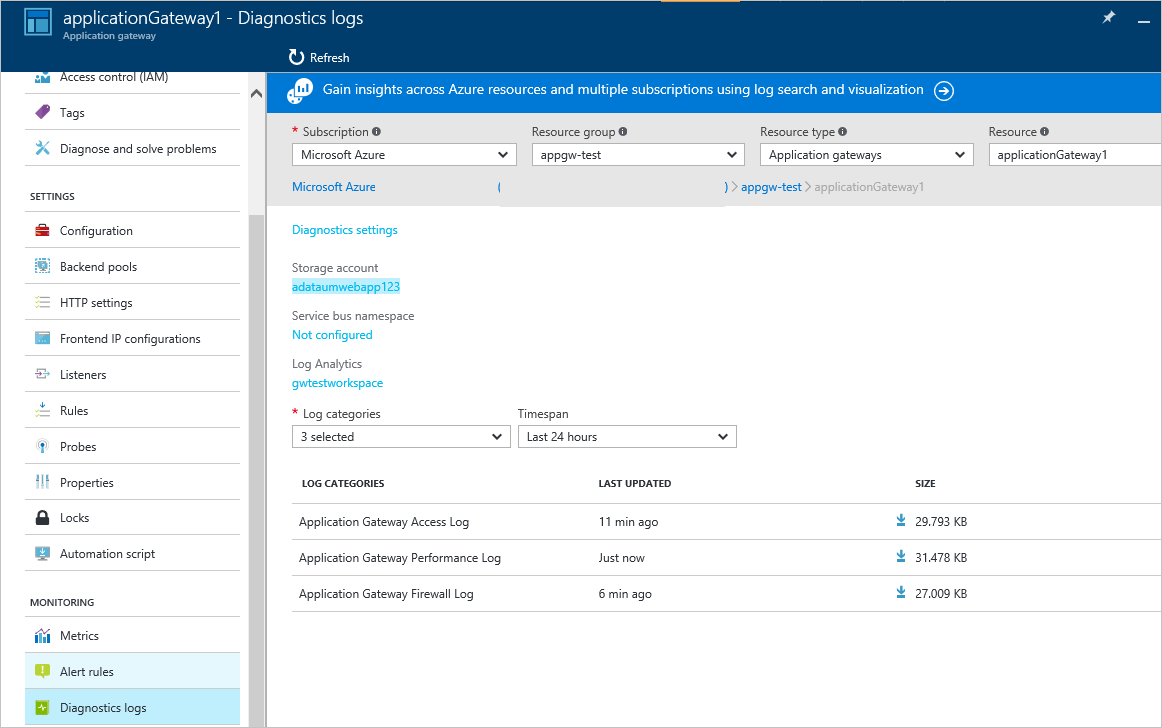 applicationGateway1 - Diagnostics logs
Application gateway
Refresh
Access control (IAM)
Tags
Diagnose and solve problems
SETTINGS
Configuration
Backend pools
HTTP settings
Frontend IP configurations
Listeners
Rules
Probes
Properties
Locks
Automation script
MONITORING
Metrics
Alert rules
Diagnostics logs
Gain insights across Azure resources and multiple subscriptions using log search and visualization
* Subscription Resource group Resource type Resource
Microsoft Azure appgw-test Application gateways applicationGateway1
Microsoft Azure ( ) > appgw-test > applicationGateway1
Diagnostics settings
Storage account
adataumwebapp123
Service bus namespace
Not configured
Log Analytics
gwtestworkspace
* Log categories Timespan
3 selected Last 24 hours
LOG CATEGORIES LAST UPDATED SIZE
Application Gateway Access Log 11 min ago 29.793 KB
Application Gateway Performance Log Just now 31.478 KB
Application Gateway Firewall Log 6 min ago 27.009 KB